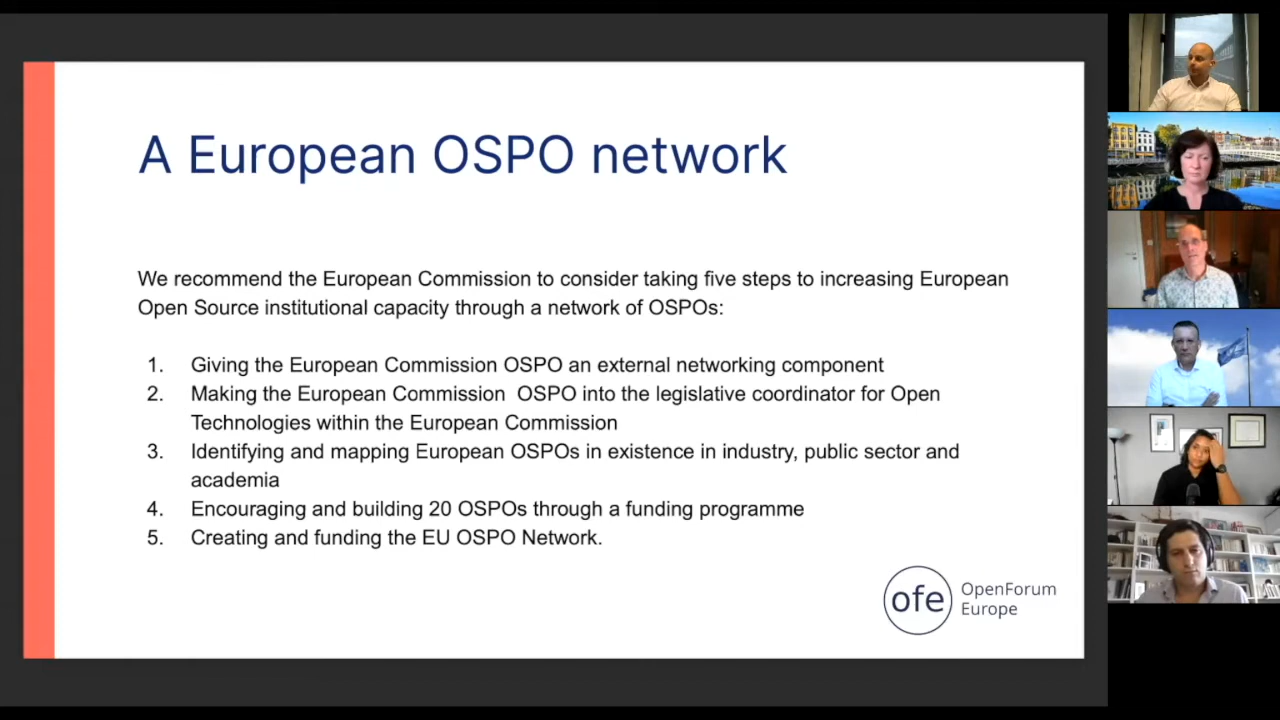 A European OSPO network
We recommend the European Commission to consider taking five steps to increasing European
Open Source institutional capacity through a network of OSPOs:
1. Giving the European Commission OSPO an external networking component
2. Making the European Commission  OSPO into the legislative coordinator for Open
Technologies within the European Commission
3. Identifying and mapping European OSPOs in existence in industry, public sector and
academia
4. Encouraging and building 20 OSPOs through a funding programme
5. Creating and funding the EU OSPO Network.
ofe
OpenForum
Europe